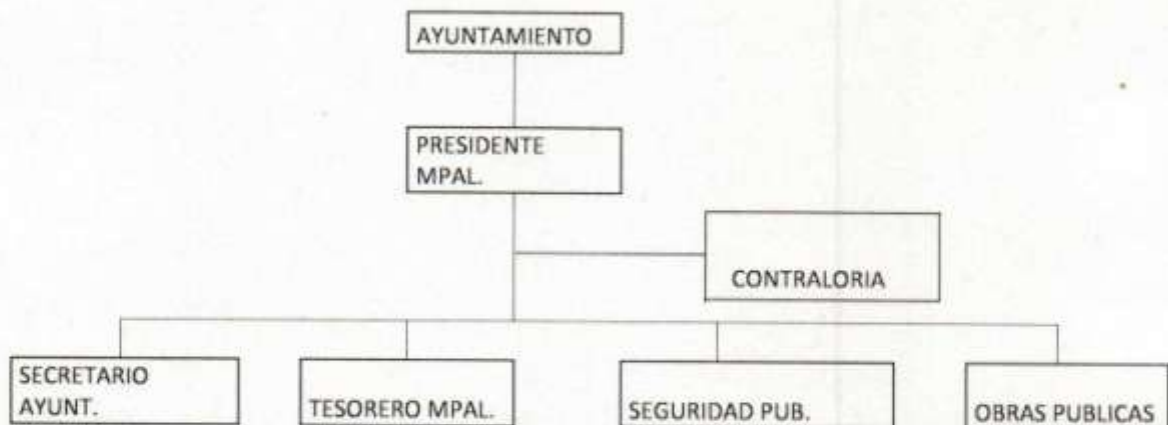 AYUNTAMIENTO
PRESIDENTE
MPAL.
CONTRALORIA
SECRETARIO
AYUNT.
TESORERO MPAL.
SEGURIDAD PUB.
OBRAS PUBLICAS